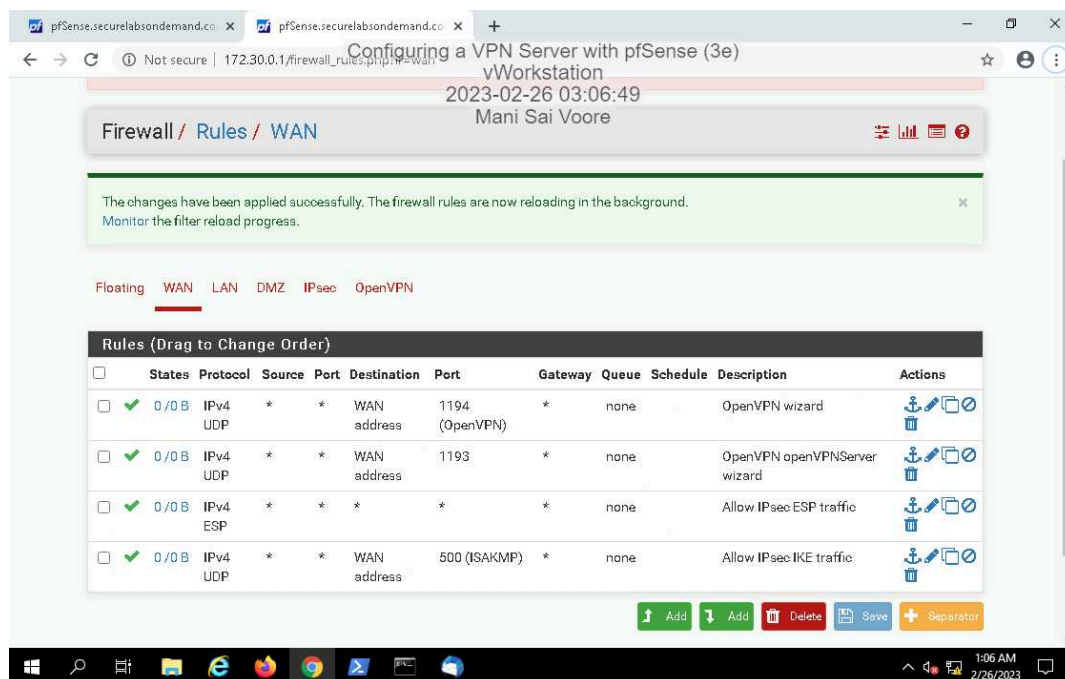 pfSense.securelabsondemand.co
pfSense.securelabsondemand.co
Not secure | 172.30.0.1/firewall_rules.php?if=wan
Configuring a VPN Server with pfSense (3e)
vWorkstation
2023-02-26 03:06:49
Mani Sai Voore
Firewall / Rules / WAN
The changes have been applied successfully. The firewall rules are now reloading in the background.
Monitor the filter reload progress.
Floating WAN LAN DMZ IPsec OpenVPN
Rules (Drag to Change Order)
States Protocol Source Port Destination Port Gateway Queue Schedule Description Actions
0 /0 B IPv4 UDP * * WAN address 1194 (OpenVPN) * none OpenVPN wizard
0 /0 B IPv4 UDP * * WAN address 1193 * none OpenVPN openVPNServer wizard
0 /0 B IPv4 ESP * * * * * none Allow IPsec ESP traffic
0 /0 B IPv4 UDP * * WAN address 500 (ISAKMP) * none Allow IPsec IKE traffic
Add Add Delete Save Separator
1:06 AM
2/26/2023